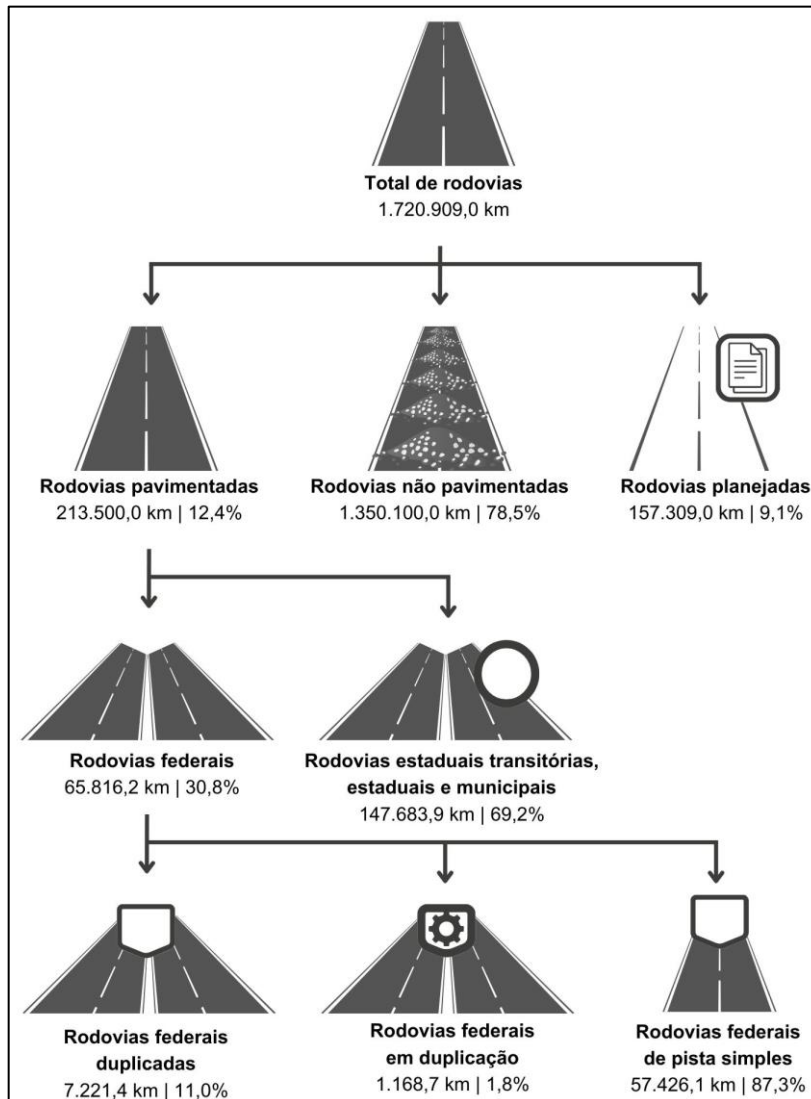 Total de rodovias
1.720.909,0 km
Rodovias pavimentadas
213.500,0 km | 12,4%
Rodovias não pavimentadas
1.350.100,0 km | 78,5%
Rodovias planejadas
157.309,0 km | 9,1%
Rodovias federais
65.816,2 km | 30,8%
Rodovias estaduais transitórias,
estaduais e municipais
147.683,9 km | 69,2%
Rodovias federais
duplicadas
7.221,4 km | 11,0%
Rodovias federais
em duplicação
1.168,7 km | 1,8%
Rodovias federais
de pista simples
57.426,1 km | 87,3%